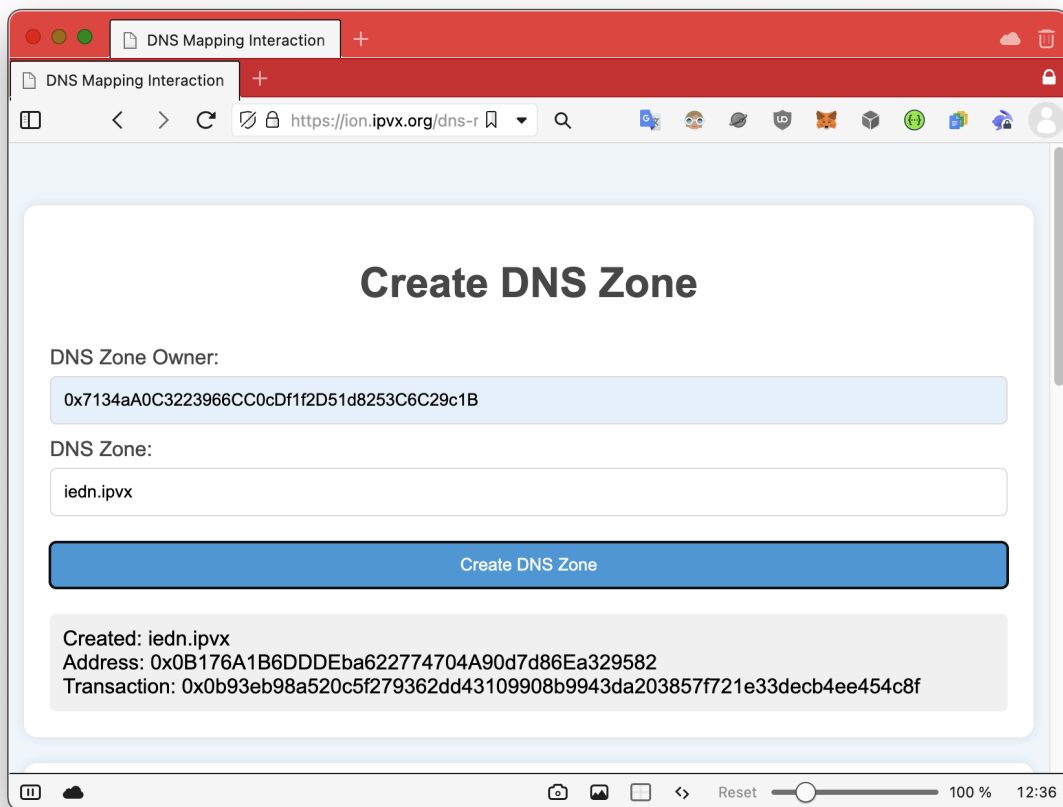 DNS Mapping Interaction
DNS Mapping Interaction
https://ion.ipvx.org/dns-r
Create DNS Zone
DNS Zone Owner:
0x7134aA0C3223966CC0cDf1f2D51d8253C6C29c1B
DNS Zone:
iedn.ipvx
Create DNS Zone
Created: iedn.ipvx
Address: 0x0B176A1B6DDDEba622774704A90d7d86Ea329582
Transaction: 0x0b93eb98a520c5f279362dd43109908b9943da203857f721e33decb4ee454c8f
Reset 100 % 12:36